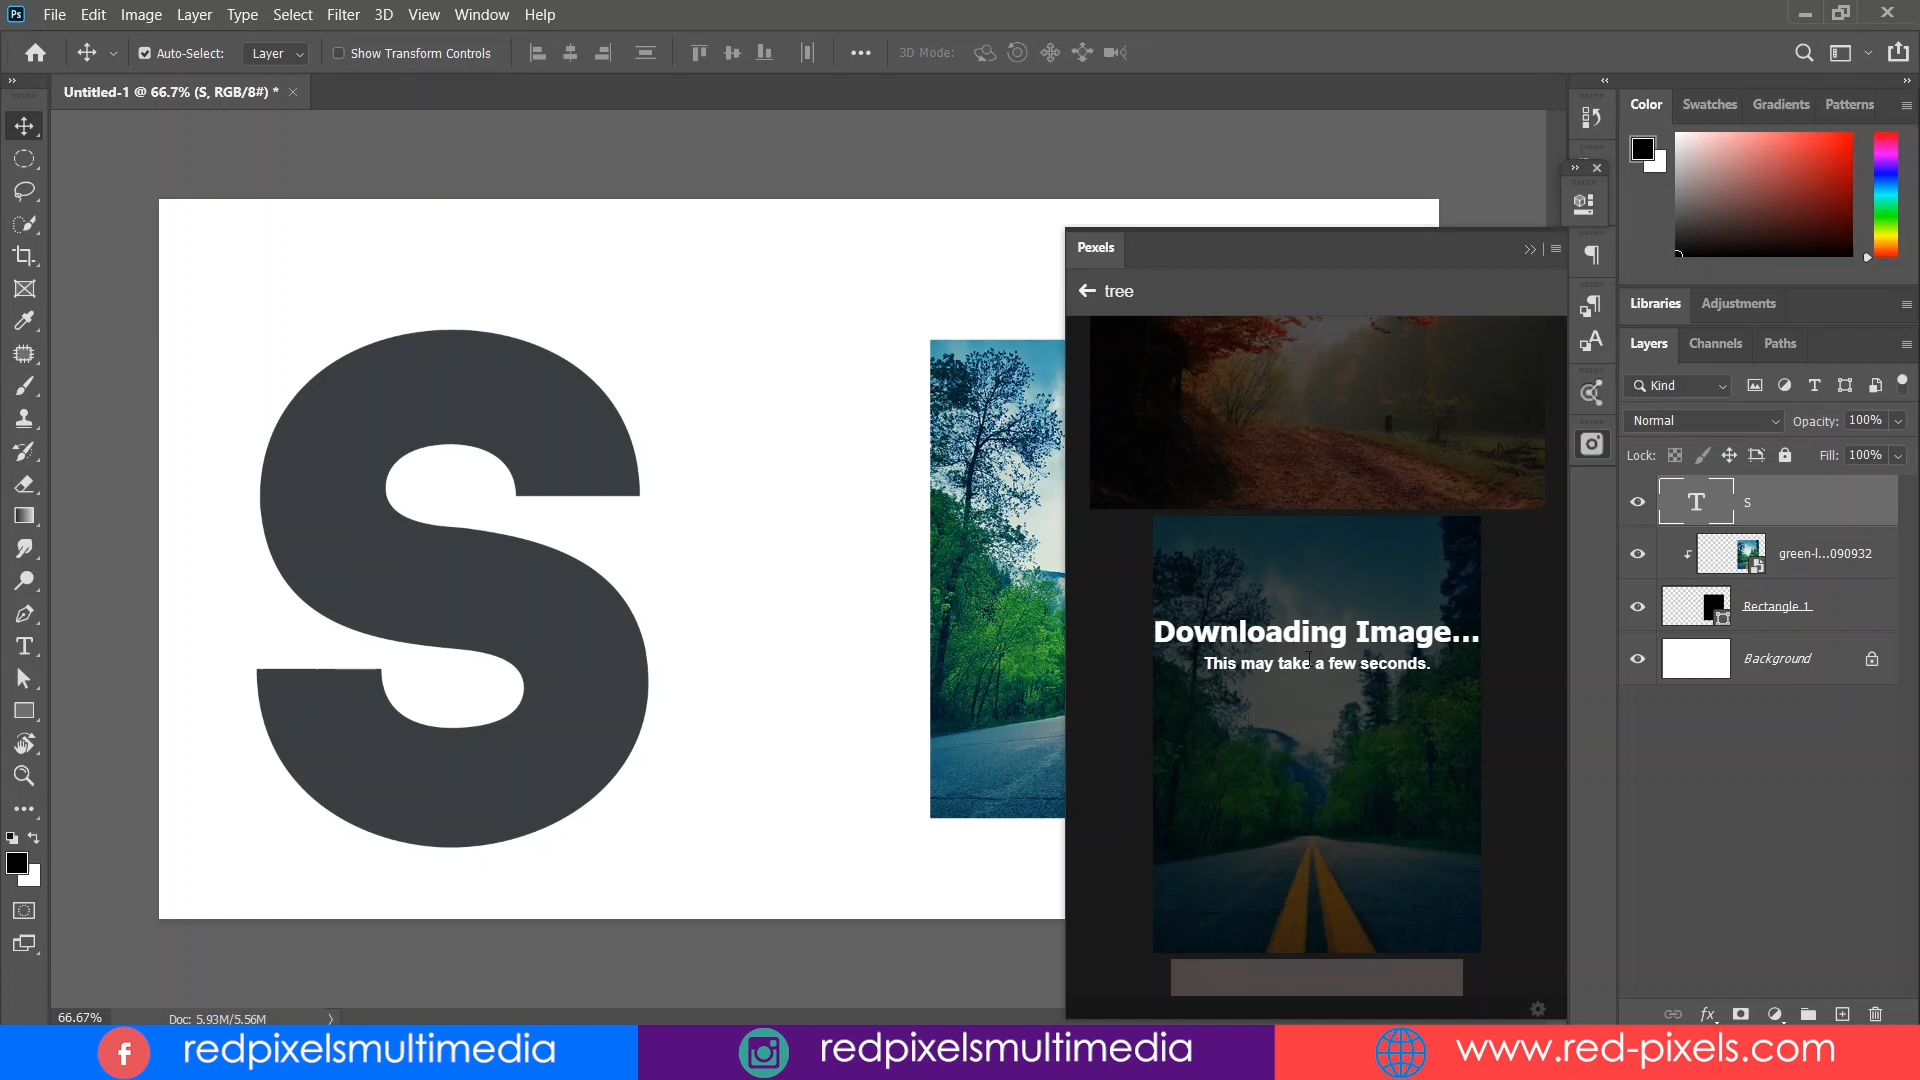 Ps File Edit Image Layer Type Select Filter 3D View Window Help
Auto-Select: Layer Show Transform Controls 3D Mode:
Untitled-1 @ 66.7% (S, RGB/8#) *
Color Swatches Gradients Patterns
Pexels
tree
S
Downloading Image...
This may take a few seconds.
Libraries Adjustments
Layers Channels Paths
Kind
Normal Opacity: 100%
Lock: Fill: 100%
T S
green-l...090932
Rectangle 1
Background
fx
66.67% Doc: 5.93M/5.56M
redpixelsmultimedia redpixelsmultimedia www.red-pixels.com